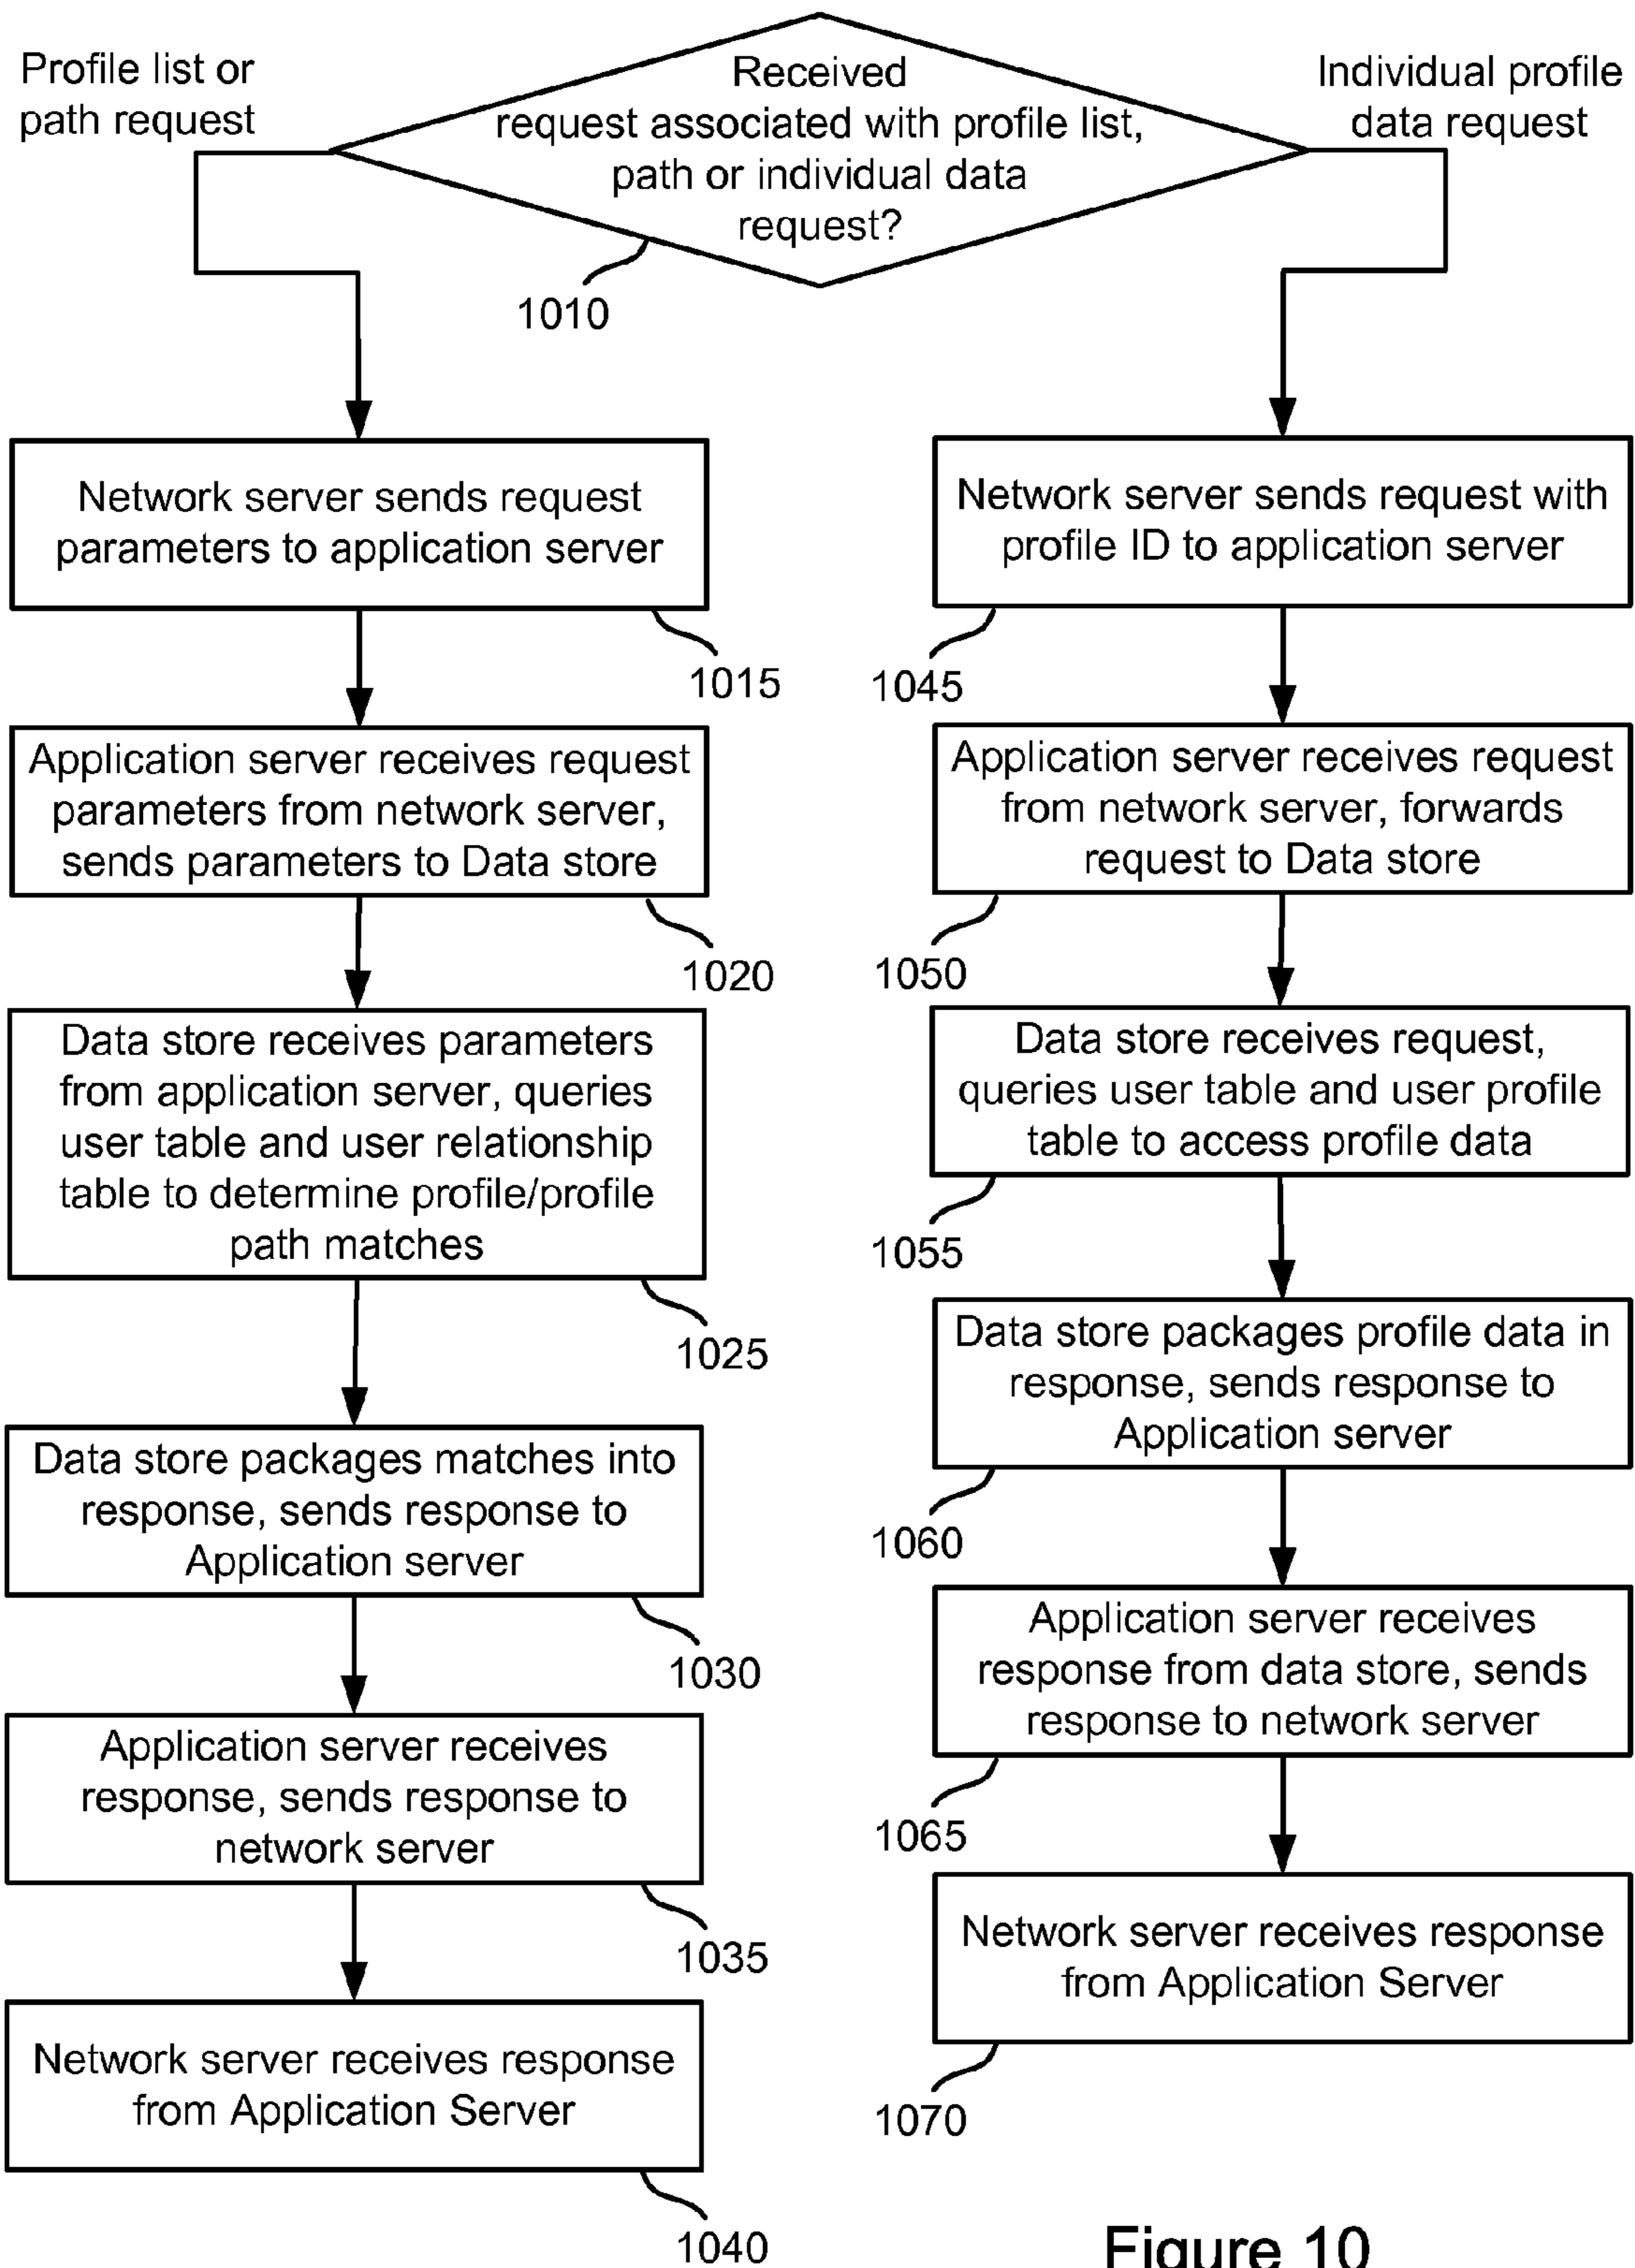 Profile list or
path request
Received
request associated with profile list,
path or individual data
request?
Individual profile
data request
1010
Network server sends request
parameters to application server
1015
Application server receives request
parameters from network server,
sends parameters to Data store
1020
Data store receives parameters
from application server, queries
user table and user relationship
table to determine profile/profile
path matches
1025
Data store packages matches into
response, sends response to
Application server
1030
Application server receives
response, sends response to
network server
1035
Network server receives response
from Application Server
1040
Network server sends request with
profile ID to application server
1045
Application server receives request
from network server, forwards
request to Data store
1050
Data store receives request,
queries user table and user profile
table to access profile data
1055
Data store packages profile data in
response, sends response to
Application server
1060
Application server receives
response from data store, sends
response to network server
1065
Network server receives response
from Application Server
1070
Figure 10